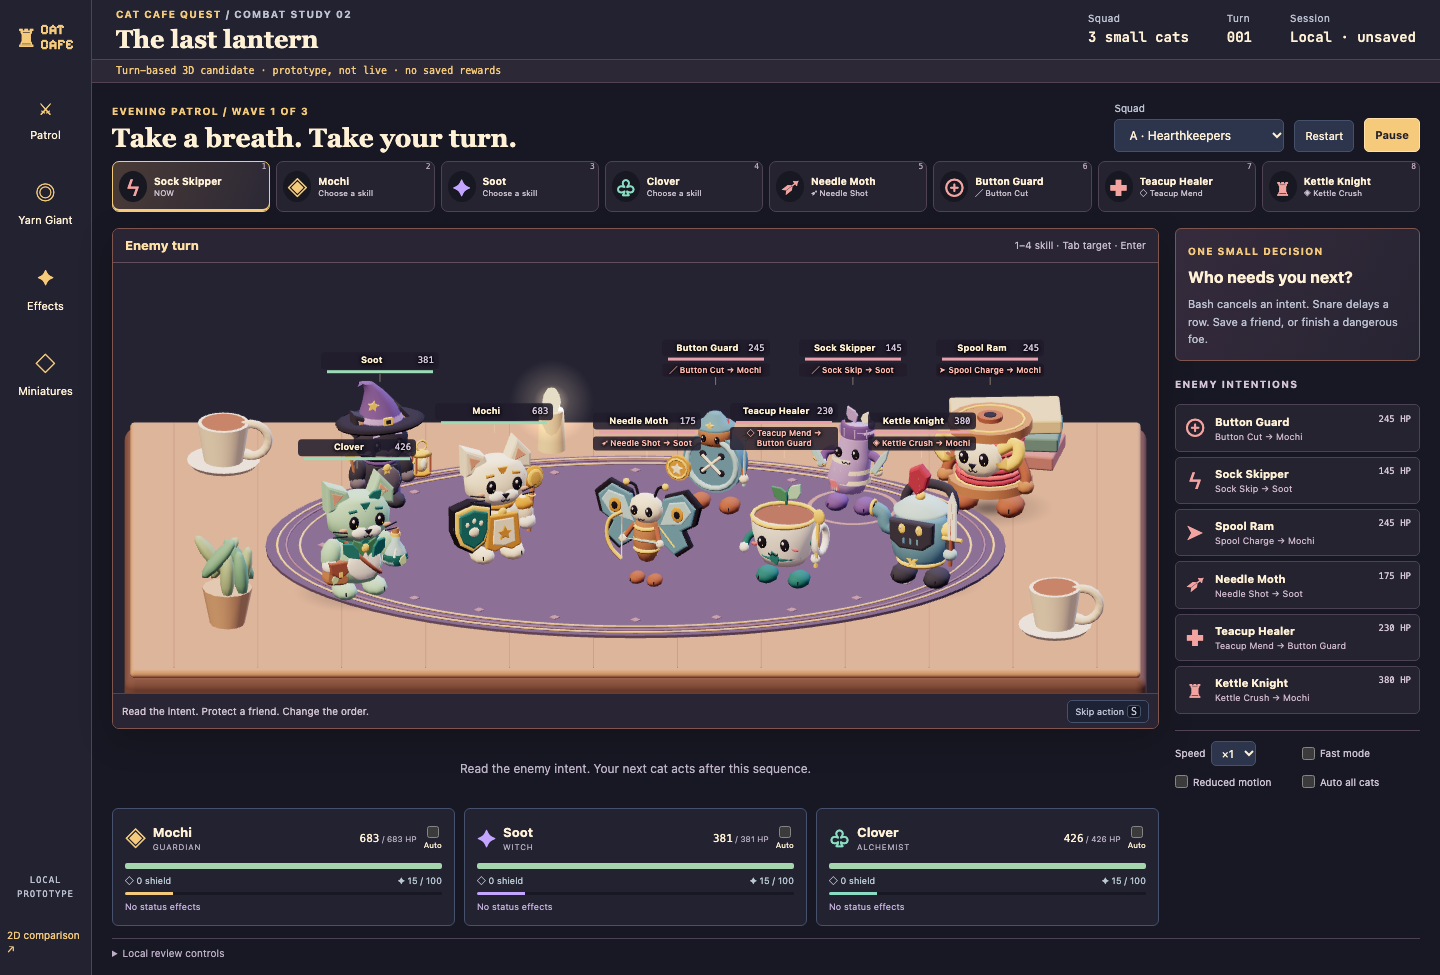 CAT CAFE
CAT CAFE QUEST / COMBAT STUDY 02
The last lantern
Squad
3 small cats
Turn
001
Session
Local · unsaved
Turn-based 3D candidate · prototype, not live · no saved rewards
Patrol
Yarn Giant
Effects
Miniatures
LOCAL
PROTOTYPE
2D comparison
↗
EVENING PATROL / WAVE 1 OF 3
Take a breath. Take your turn.
Squad
A · Hearthkeepers
Restart
Pause
1
Sock Skipper
NOW
2
Mochi
Choose a skill
3
Soot
Choose a skill
4
Clover
Choose a skill
5
Needle Moth
Needle Shot
6
Button Guard
Button Cut
7
Teacup Healer
Teacup Mend
8
Kettle Knight
Kettle Crush
Enemy turn
1–4 skill · Tab target · Enter
Soot 381
Mochi 683
Clover 426
Button Guard 245
Button Cut → Mochi
Sock Skipper 145
Sock Skip → Soot
Spool Ram 245
Spool Charge → Mochi
Needle Moth 175
Needle Shot → Soot
Teacup Healer 230
Teacup Mend →
Button Guard
Kettle Knight 380
Kettle Crush → Mochi
Read the intent. Protect a friend. Change the order.
Skip action S
Read the enemy intent. Your next cat acts after this sequence.
ONE SMALL DECISION
Who needs you next?
Bash cancels an intent. Snare delays a
row. Save a friend, or finish a dangerous
foe.
ENEMY INTENTIONS
Button Guard 245 HP
Button Cut → Mochi
Sock Skipper 145 HP
Sock Skip → Soot
Spool Ram 245 HP
Spool Charge → Mochi
Needle Moth 175 HP
Needle Shot → Soot
Teacup Healer 230 HP
Teacup Mend → Button Guard
Kettle Knight 380 HP
Kettle Crush → Mochi
Speed ×1
Fast mode
Reduced motion
Auto all cats
Mochi
GUARDIAN
683 / 683 HP
Auto
0 shield
15 / 100
No status effects
Soot
WITCH
381 / 381 HP
Auto
0 shield
15 / 100
No status effects
Clover
ALCHEMIST
426 / 426 HP
Auto
0 shield
15 / 100
No status effects
Local review controls